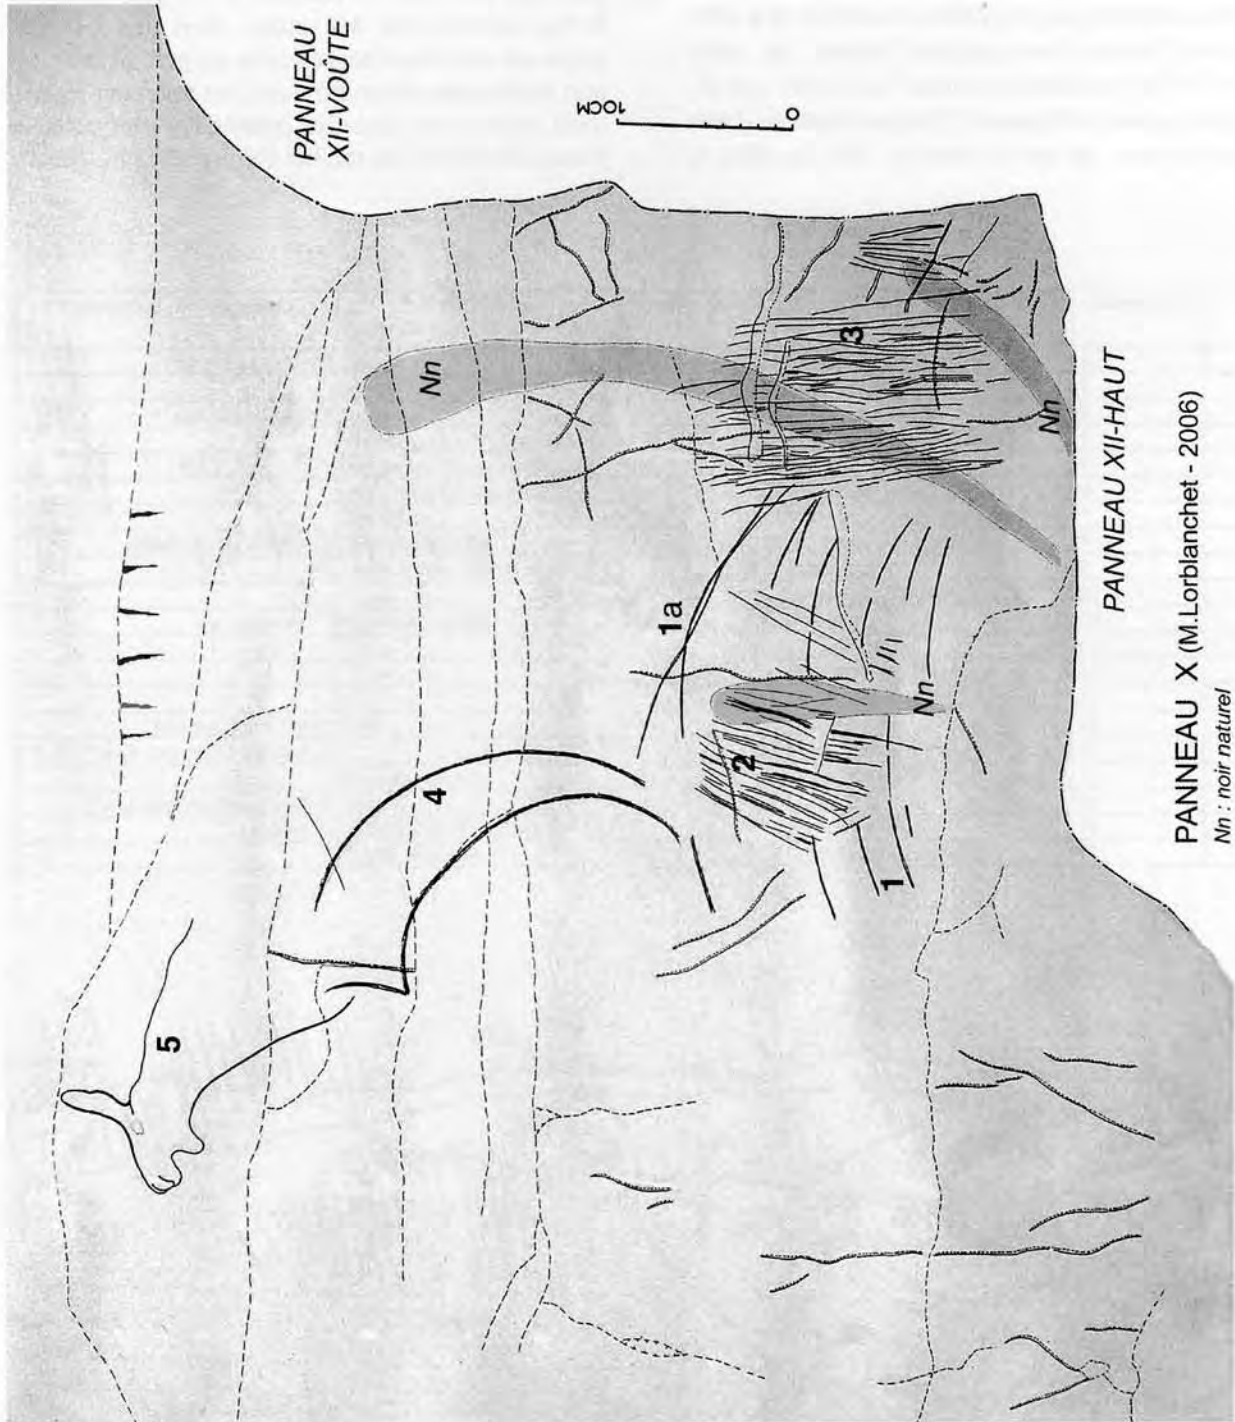 PANNEAU
XII-VOÛTE
10CM
0
Nn
5
4
1a
3
2
1
Nn
Nn
PANNEAU XII-HAUT
PANNEAU X (M.Lorblanchet - 2006)
Nn : noir naturel